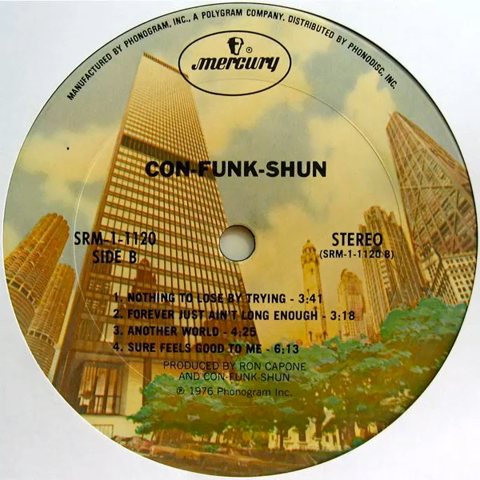 MANUFACTURED BY PHONOGRAM, INC., A POLYGRAM COMPANY. DISTRIBUTED BY PHONODISC, INC.
mercury ®
CON-FUNK-SHUN
SRM-1-1120
SIDE B
STEREO
(SRM-1-1120 B)
1. NOTHING TO LOSE BY TRYING - 3:41
2. FOREVER JUST AIN'T LONG ENOUGH - 3:18
3. ANOTHER WORLD - 4:25
4. SURE FEELS GOOD TO ME - 6:13
PRODUCED BY RON CAPONE
AND CON-FUNK-SHUN
℗ 1976 Phonogram Inc.